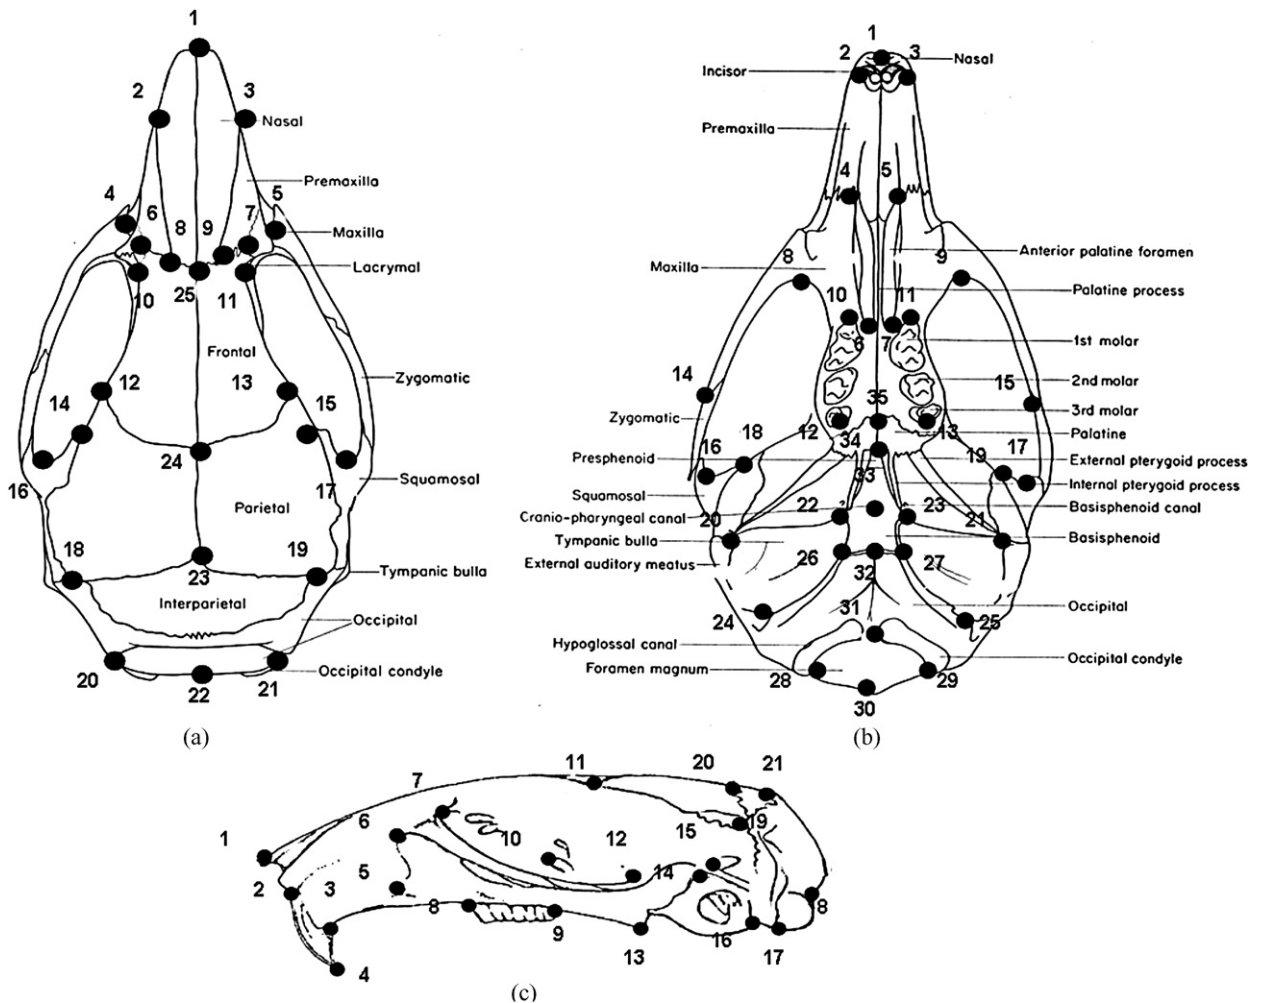 1
2
3
Nasal
Premaxilla
4
5
6
7
8
9
Maxilla
Lacrymal
10
25
11
Frontal
12
13
Zygomatic
14
15
24
16
17
Squamosal
Parietal
18
19
23
Tympanic bulla
Interparietal
Occipital
20
22
21
Occipital condyle
(a)
1
2
3
Nasal
Incisor
Premaxilla
4
5
8
9
Anterior palatine foramen
Maxilla
10
11
Palatine process
6
7
1st molar
14
15
2nd molar
35
3rd molar
Zygomatic
12
13
Palatine
16
18
34
19
17
Presphenoid
External pterygoid process
33
Internal pterygoid process
Squamosal
22
23
Basisphenoid canal
Cranio-pharyngeal canal
20
21
Tympanic bulla
Basisphenoid
External auditory meatus
26
32
27
24
31
25
Occipital
Hypoglossal canal
Occipital condyle
Foramen magnum
28
29
30
(b)
1
2
3
4
5
6
7
8
9
10
11
12
13
14
15
16
17
8
19
20
21
(c)